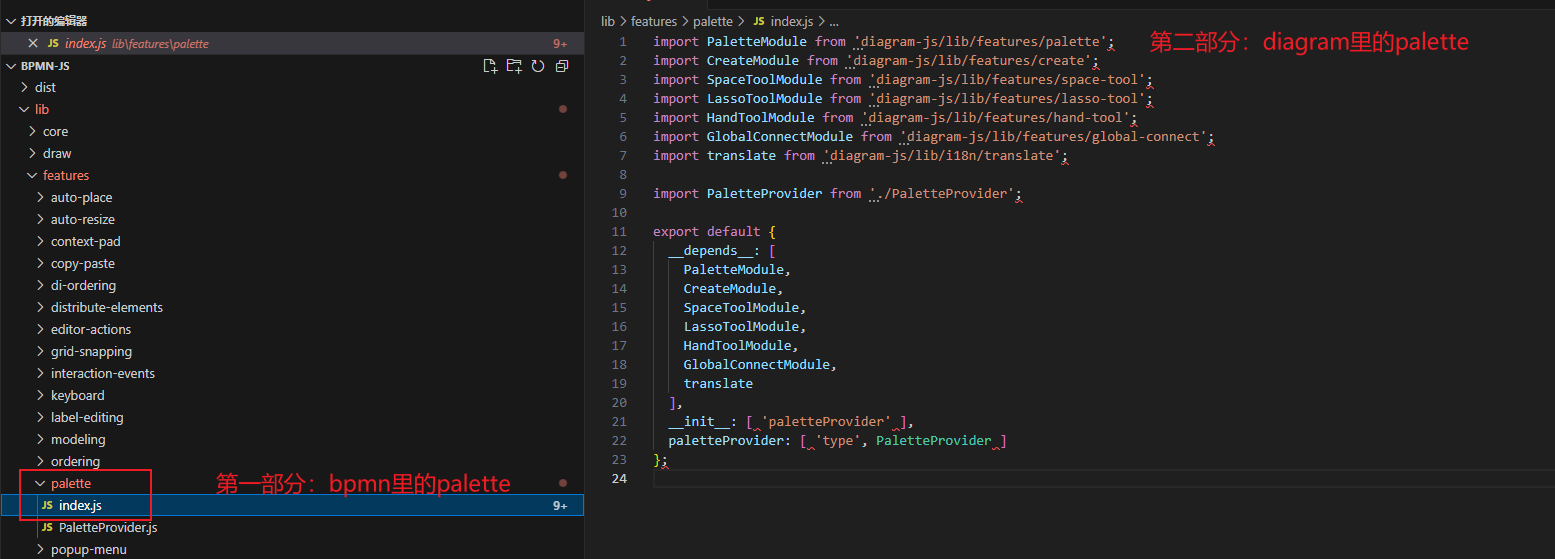 打开的编辑器
index.js lib\features\palette 9+
BPMN-JS
dist
lib
core
draw
features
auto-place
auto-resize
context-pad
copy-paste
di-ordering
distribute-elements
editor-actions
grid-snapping
interaction-events
keyboard
label-editing
modeling
ordering
palette
第一部分：bpmn里的palette
JS index.js 9+
JS PaletteProvider.js
popup-menu
lib > features > palette > JS index.js > ...
第二部分：diagram里的palette
1 import PaletteModule from 'diagram-js/lib/features/palette';
2 import CreateModule from 'diagram-js/lib/features/create';
3 import SpaceToolModule from 'diagram-js/lib/features/space-tool';
4 import LassoToolModule from 'diagram-js/lib/features/lasso-tool';
5 import HandToolModule from 'diagram-js/lib/features/hand-tool';
6 import GlobalConnectModule from 'diagram-js/lib/features/global-connect';
7 import translate from 'diagram-js/lib/i18n/translate';
8
9 import PaletteProvider from './PaletteProvider';
10
11 export default {
12 __depends__: [
13 PaletteModule,
14 CreateModule,
15 SpaceToolModule,
16 LassoToolModule,
17 HandToolModule,
18 GlobalConnectModule,
19 translate
20 ],
21 __init__: [ 'paletteProvider' ],
22 paletteProvider: [ 'type', PaletteProvider ]
23 };
24